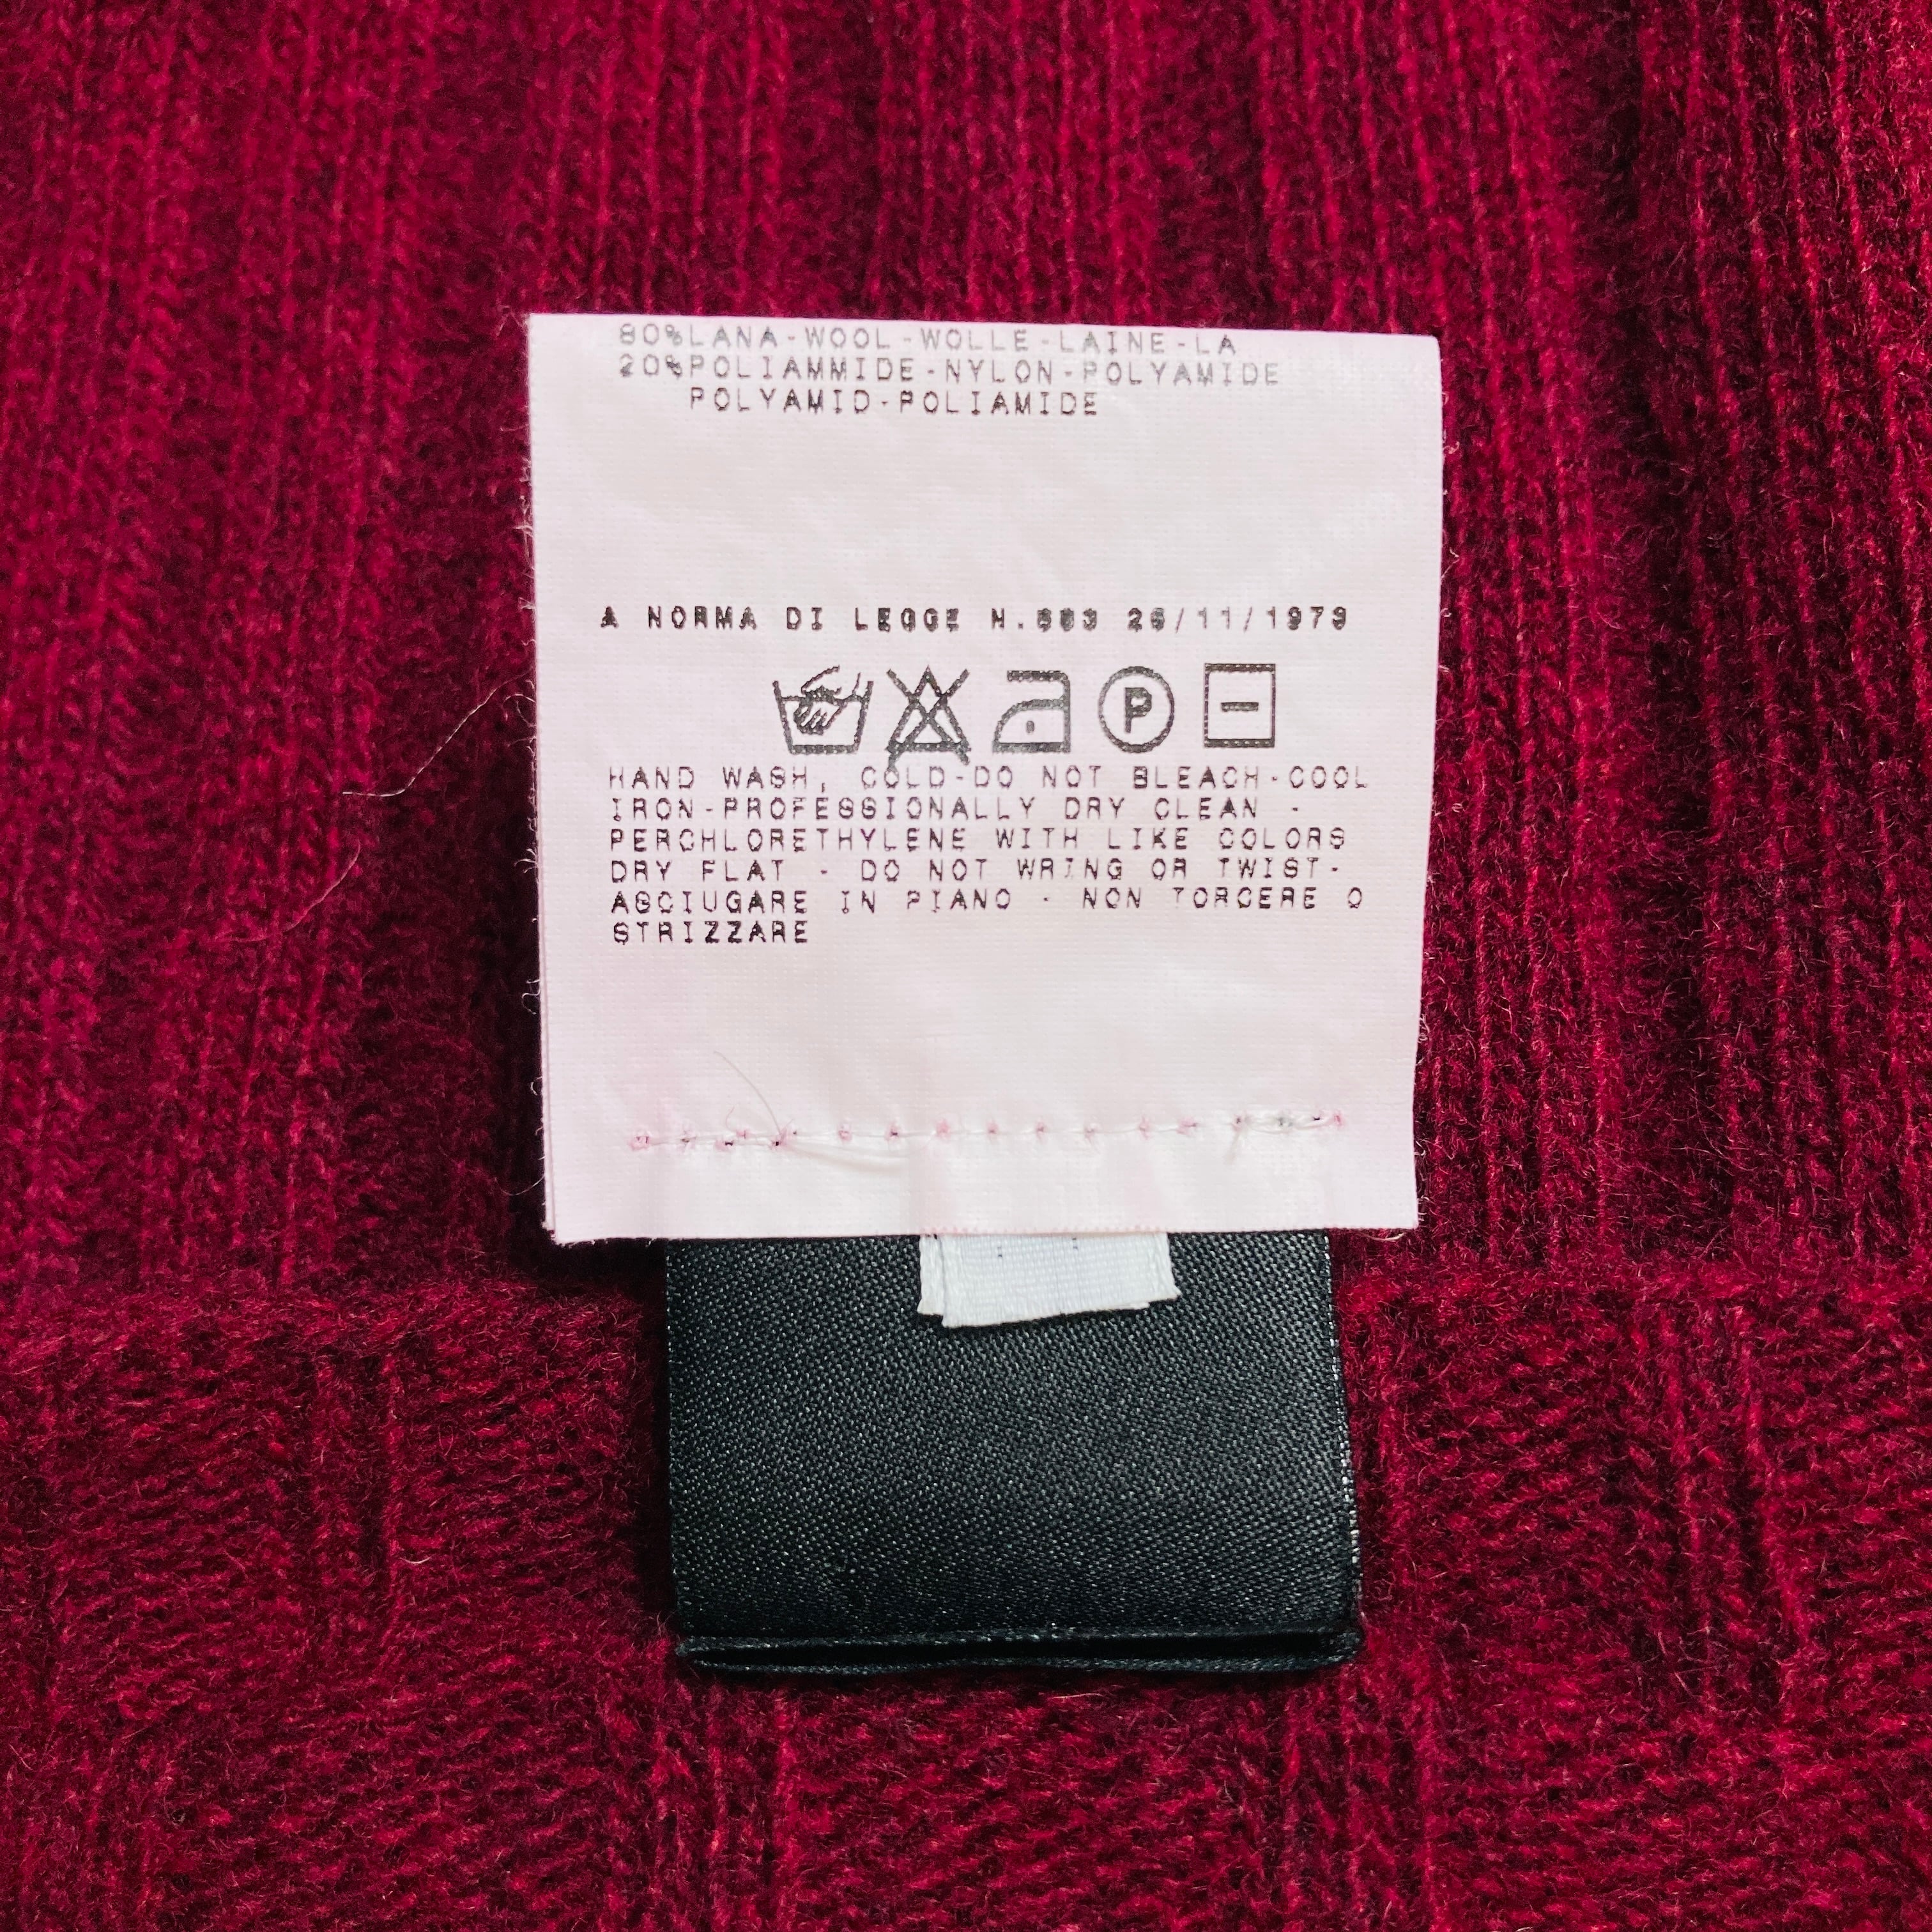 80%LANA-WOOL-WOLLE-LAINE-LA
20%POLIAMMIDE-NYLON-POLYAMIDE
POLYAMID-POLIAMIDE
A NORMA DI LEGGE N.883 26/11/1973
P
HAND WASH, COLD-DO NOT BLEACH-COOL
IRON-PROFESSIONALLY DRY CLEAN -
PERCHLORETHYLENE WITH LIKE COLORS
DRY FLAT - DO NOT WRING OR TWIST-
ASCIUGARE IN PIANO - NON TORCERE O
STRIZZARE